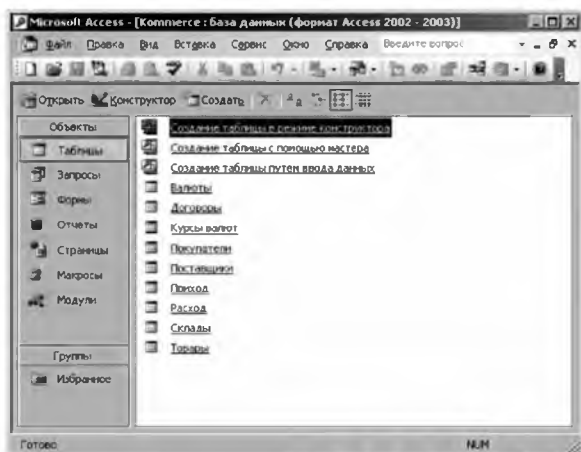 Microsoft Access - [Kommerce : база данных (формат Access 2002 - 2003)]
Файл Правка Вид Вставка Сервис Окно Справка Введите вопрос
Открыть Конструктор Создать
Объекты
Таблицы
Запросы
Формы
Отчеты
Страницы
Макросы
Модули
Группы
Избранное
Создание таблицы в режиме конструктора
Создание таблицы с помощью мастера
Создание таблицы путем ввода данных
Валюты
Договоры
Курсы валют
Покупатели
Поставщики
Приход
Расход
Склады
Товары
Готово
NUM